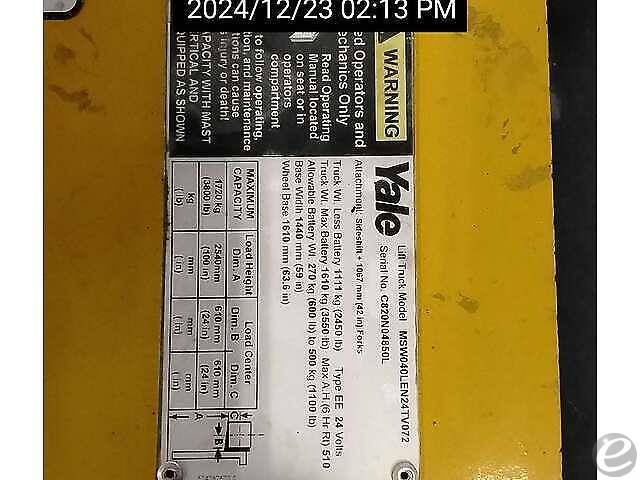 2024/12/23 02:13 PM
WARNING
ed Operators and
echanics Only
Read Operating
Manual located
on seat or in
operators
compartment
to follow operating,
tion, and maintenance
tions can cause
injury or death!
APACITY WITH MAST
RTICAL AND
UIPPED AS SHOWN
Yale
Lift Truck Model MSW040LEN24TV072
Serial No. C820N04850L
Attachment: Sideshift + 1067 mm (42 in) Forks
Truck Wt. Less Battery 1111 kg (2450 lb) Type EE 24 Volts
Truck Wt. Max Battery 1610 kg (3550 lb) Max A.H.(6 Hr Rt) 510
Allowable Battery Wt. 270 kg (600 lb) to 500 kg (1100 lb)
Base Width 1440 mm (59 in)
Wheel Base 1610 mm (63.6 in)
MAXIMUM CAPACITY
Load Height Dim. A
Load Center
Dim. B Dim. C
1720 kg 2540mm 610 mm 610 mm
(3800 lb) (100 in) (24 in) (24 in)
kg mm mm mm
(lb) (in) (in) (in)
A
C
B
e